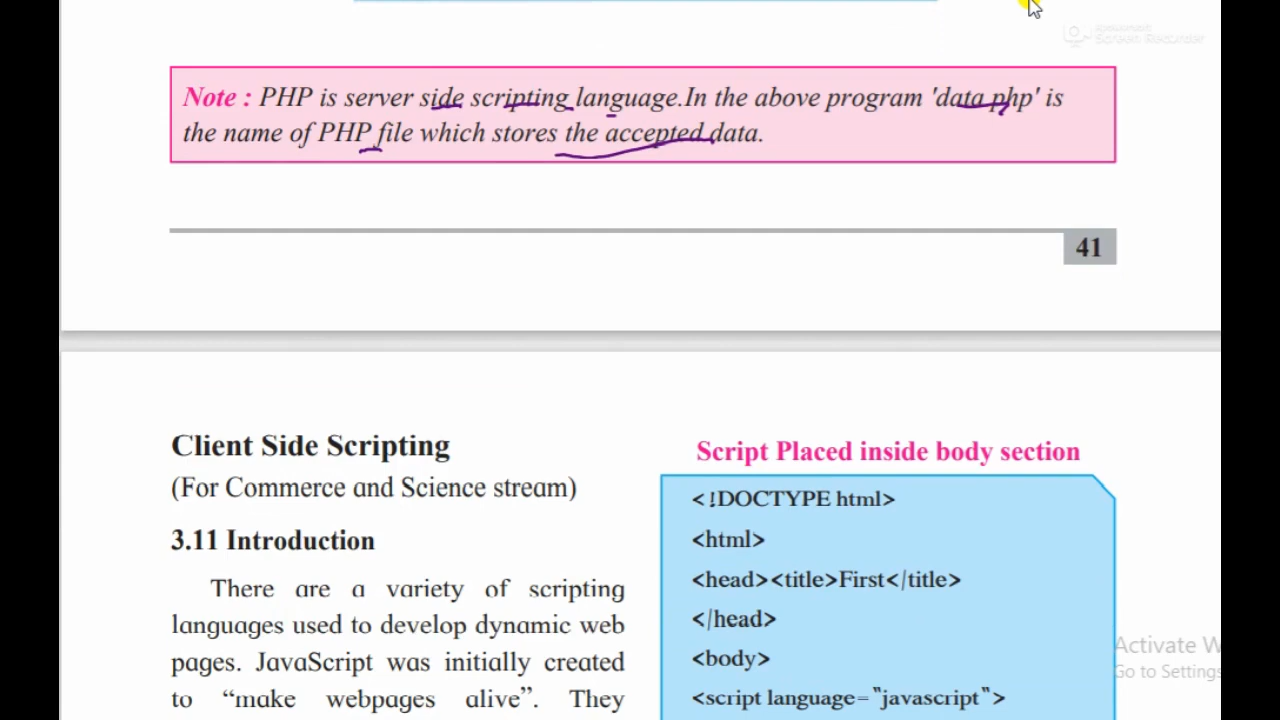 Screen Recorder
Note : PHP is server side scripting language.In the above program 'data php' is
the name of PHP file which stores the accepted data.
41
Client Side Scripting
(For Commerce and Science stream)
3.11 Introduction
There are a variety of scripting
languages used to develop dynamic web
pages. JavaScript was initially created
to “make webpages alive”. They
Script Placed inside body section
<!DOCTYPE html>
<html>
<head><title>First</title>
</head>
<body>
<script language="javascript">
Activate W
Go to Settings